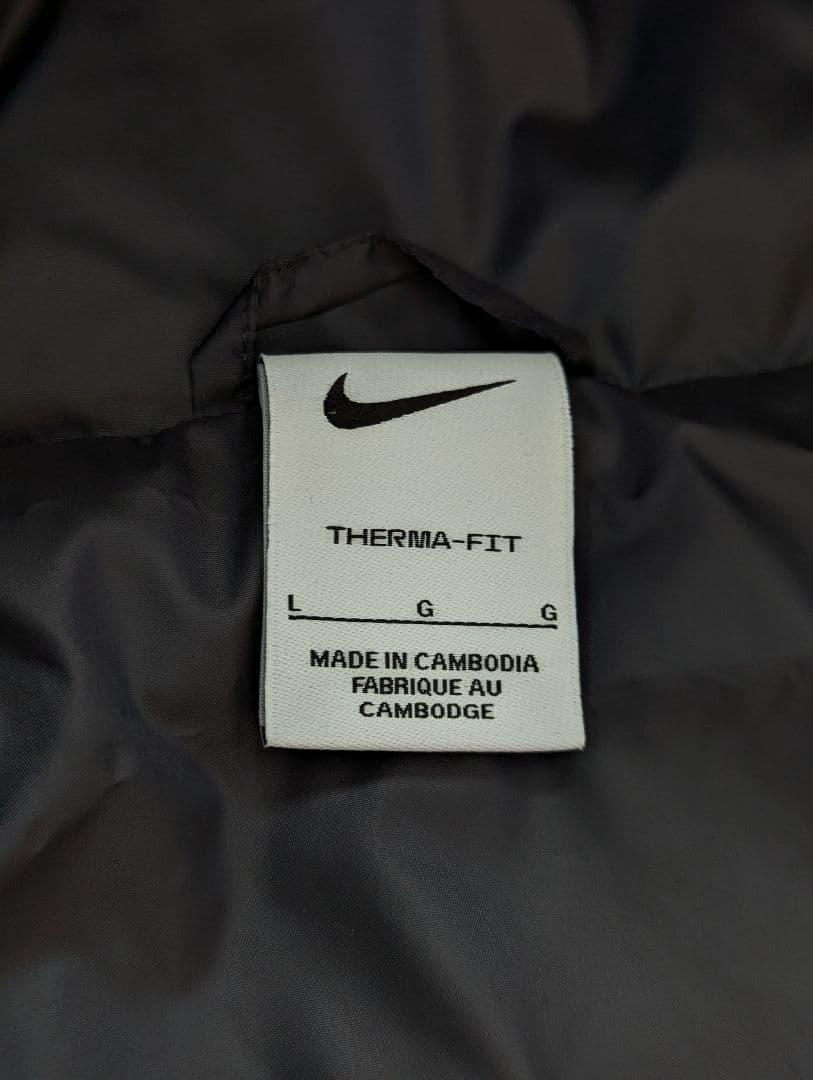 THERMA-FIT
L G G
MADE IN CAMBODIA
FABRIQUE AU
CAMBODGE